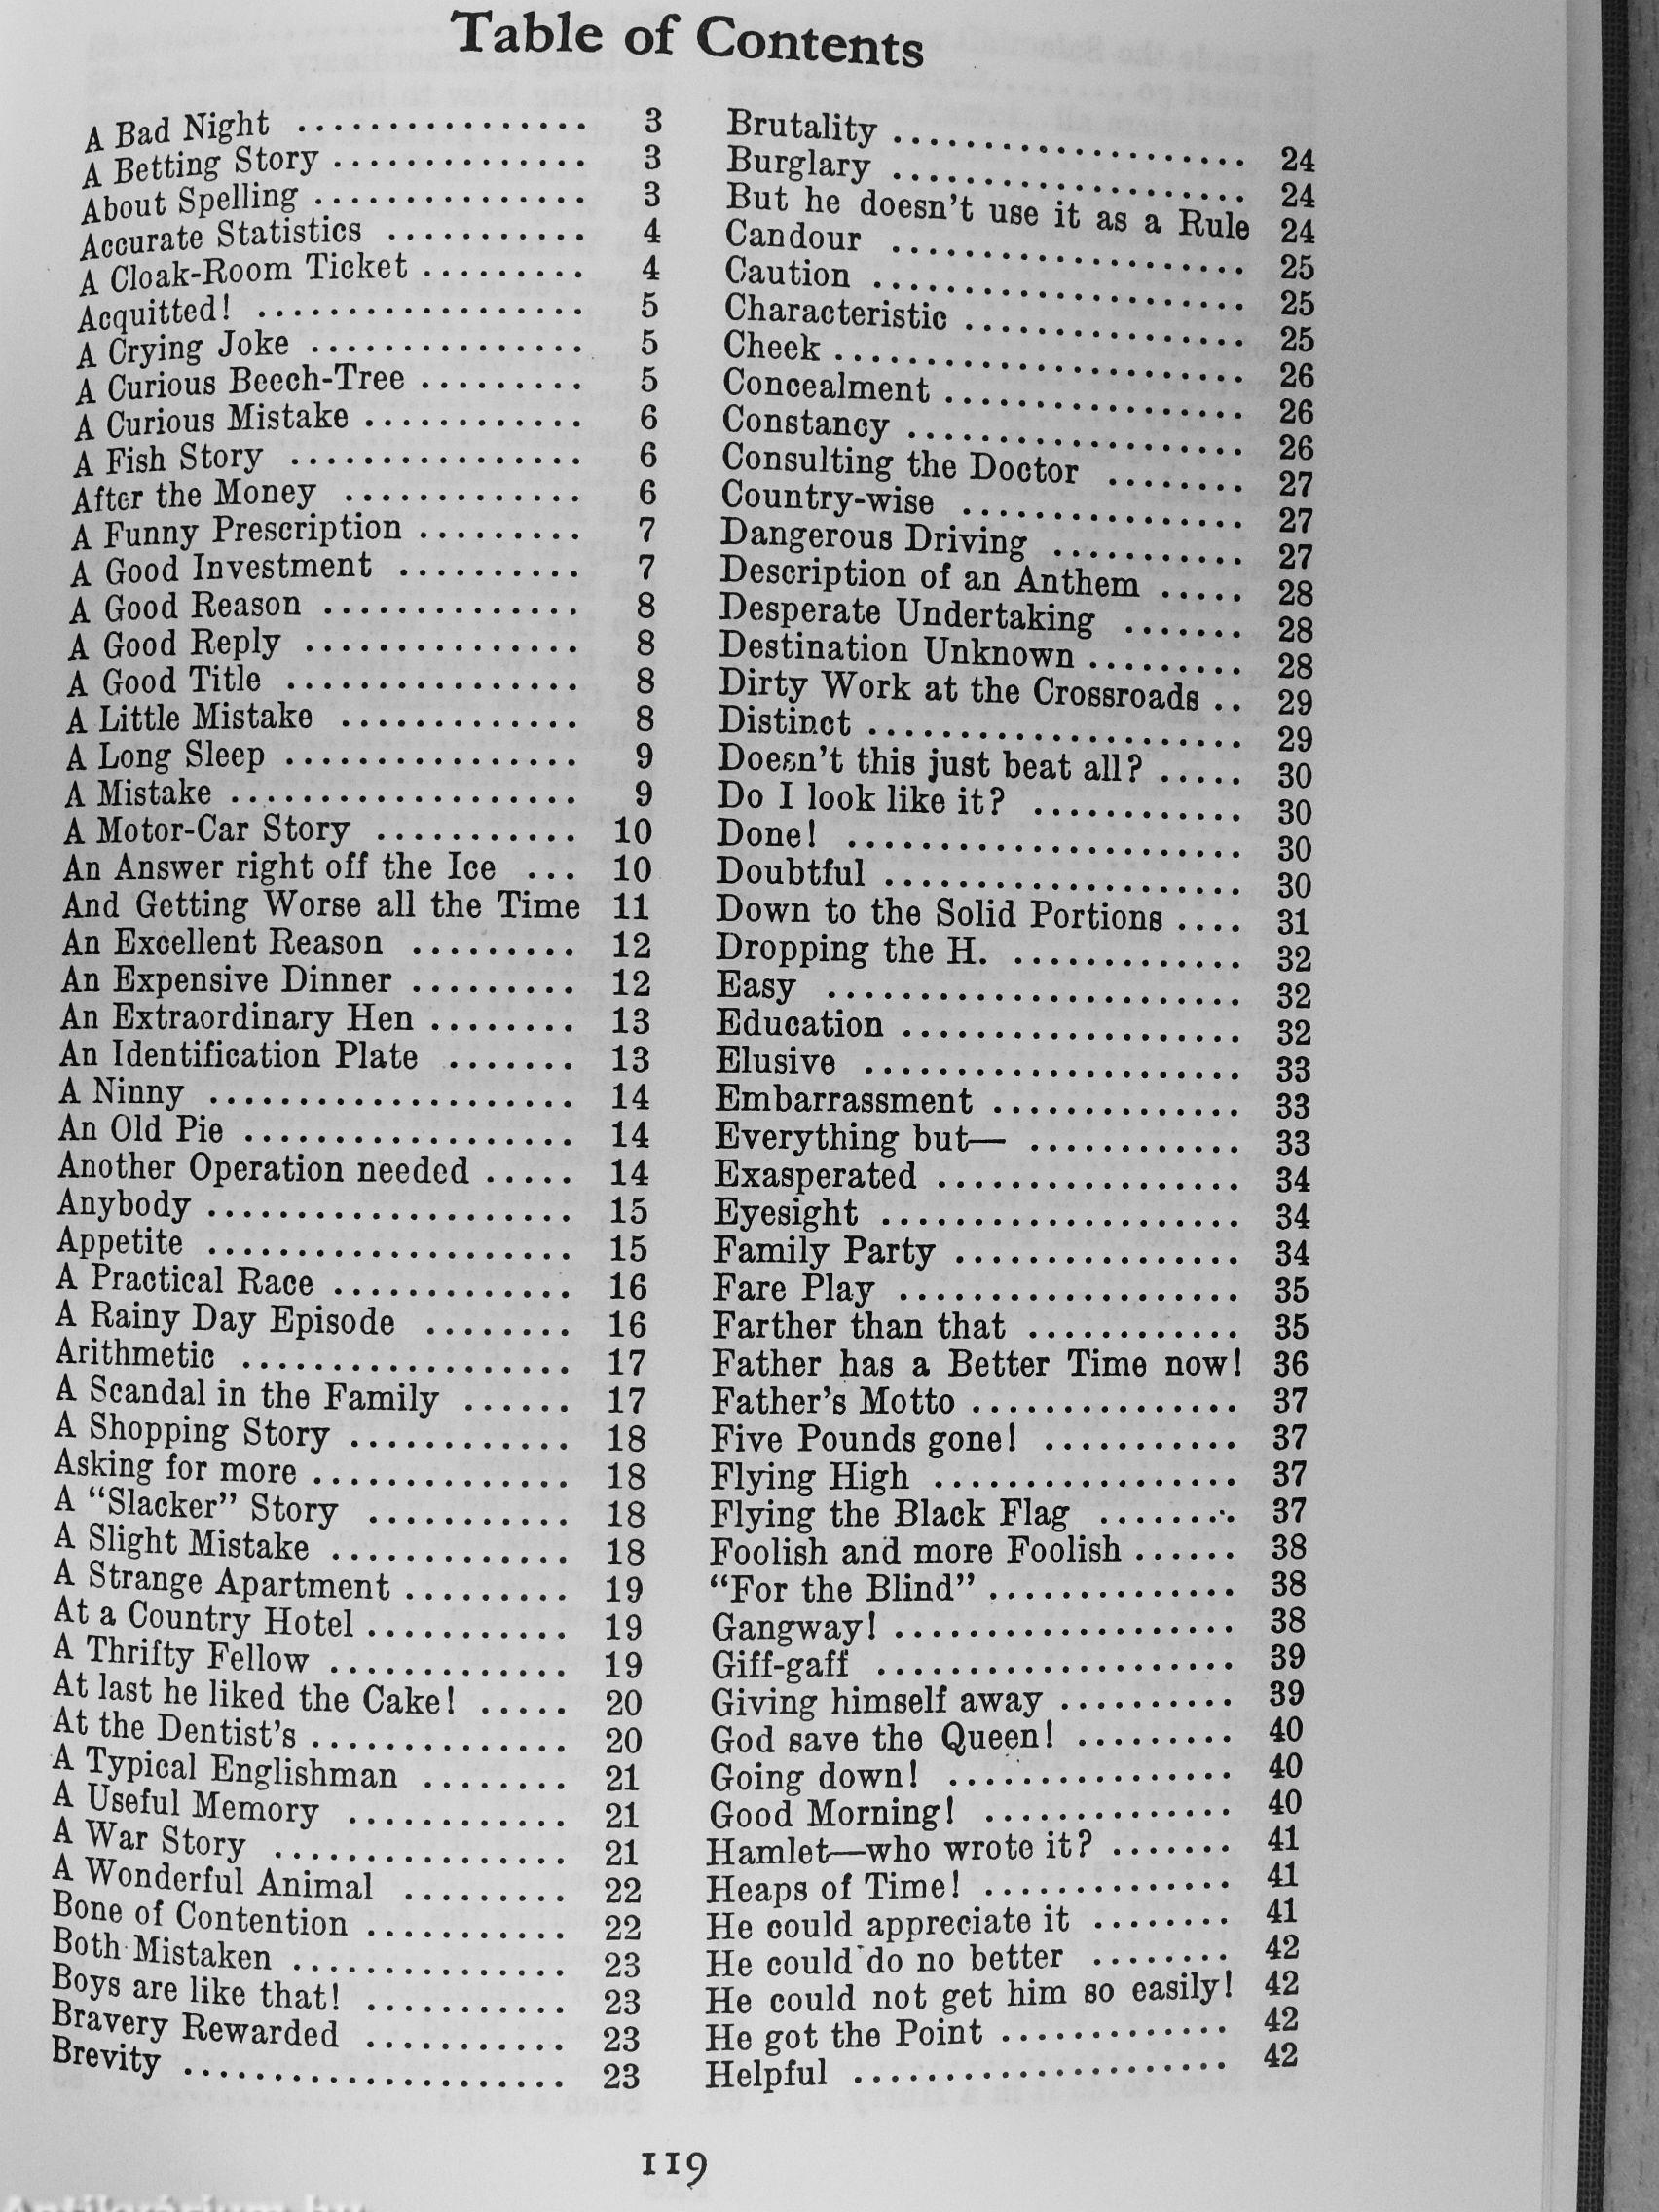 Table of Contents
A Bad Night ................ 3
A Betting Story .............. 3
About Spelling ............... 3
Accurate Statistics ........... 4
A Cloak-Room Ticket ......... 4
Acquitted! .................. 5
A Crying Joke ............... 5
A Curious Beech-Tree ......... 5
A Curious Mistake ............ 6
A Fish Story ................ 6
After the Money ............. 6
A Funny Prescription ......... 7
A Good Investment .......... 7
A Good Reason .............. 8
A Good Reply ............... 8
A Good Title ................ 8
A Little Mistake ............. 8
A Long Sleep ................ 9
A Mistake ................... 9
A Motor-Car Story ........... 10
An Answer right off the Ice ... 10
And Getting Worse all the Time 11
An Excellent Reason ......... 12
An Expensive Dinner ......... 12
An Extraordinary Hen ........ 13
An Identification Plate ....... 13
A Ninny .................... 14
An Old Pie .................. 14
Another Operation needed ..... 14
Anybody .................... 15
Appetite .................... 15
A Practical Race ............. 16
A Rainy Day Episode ........ 16
Arithmetic .................. 17
A Scandal in the Family ...... 17
A Shopping Story ............ 18
Asking for more .............. 18
A "Slacker" Story ........... 18
A Slight Mistake ............. 18
A Strange Apartment ......... 19
At a Country Hotel ........... 19
A Thrifty Fellow ............. 19
At last he liked the Cake! ..... 20
At the Dentist's .............. 20
A Typical Englishman ........ 21
A Useful Memory ............ 21
A War Story ................ 21
A Wonderful Animal ......... 22
Bone of Contention ........... 22
Both Mistaken ............... 23
Boys are like that! ........... 23
Bravery Rewarded ........... 23
Brevity ..................... 23
Brutality ................... 24
Burglary ................... 24
But he doesn't use it as a Rule 24
Candour ................... 25
Caution .................... 25
Characteristic ............... 25
Cheek ...................... 26
Concealment ................ 26
Constancy .................. 26
Consulting the Doctor ........ 27
Country-wise ................ 27
Dangerous Driving ........... 27
Description of an Anthem ..... 28
Desperate Undertaking ....... 28
Destination Unknown ......... 28
Dirty Work at the Crossroads .. 29
Distinct ..................... 29
Doesn't this just beat all? ..... 30
Do I look like it? ............ 30
Done! ...................... 30
Doubtful .................... 30
Down to the Solid Portions .... 31
Dropping the H. ............. 32
Easy ....................... 32
Education ................... 32
Elusive ..................... 33
Embarrassment .............. 33
Everything but— ............ 33
Exasperated ................. 34
Eyesight .................... 34
Family Party ................ 34
Fare Play ................... 35
Farther than that ............ 35
Father has a Better Time now! 36
Father's Motto ............... 37
Five Pounds gone! ........... 37
Flying High ................. 37
Flying the Black Flag ........ 37
Foolish and more Foolish ...... 38
"For the Blind" .............. 38
Gangway! ................... 38
Giff-gaff .................... 39
Giving himself away .......... 39
God save the Queen! ......... 40
Going down! ................ 40
Good Morning! .............. 40
Hamlet—who wrote it? ....... 41
Heaps of Time! .............. 41
He could appreciate it ........ 41
He could do no better ........ 42
He could not get him so easily! 42
He got the Point ............. 42
Helpful ..................... 42
119